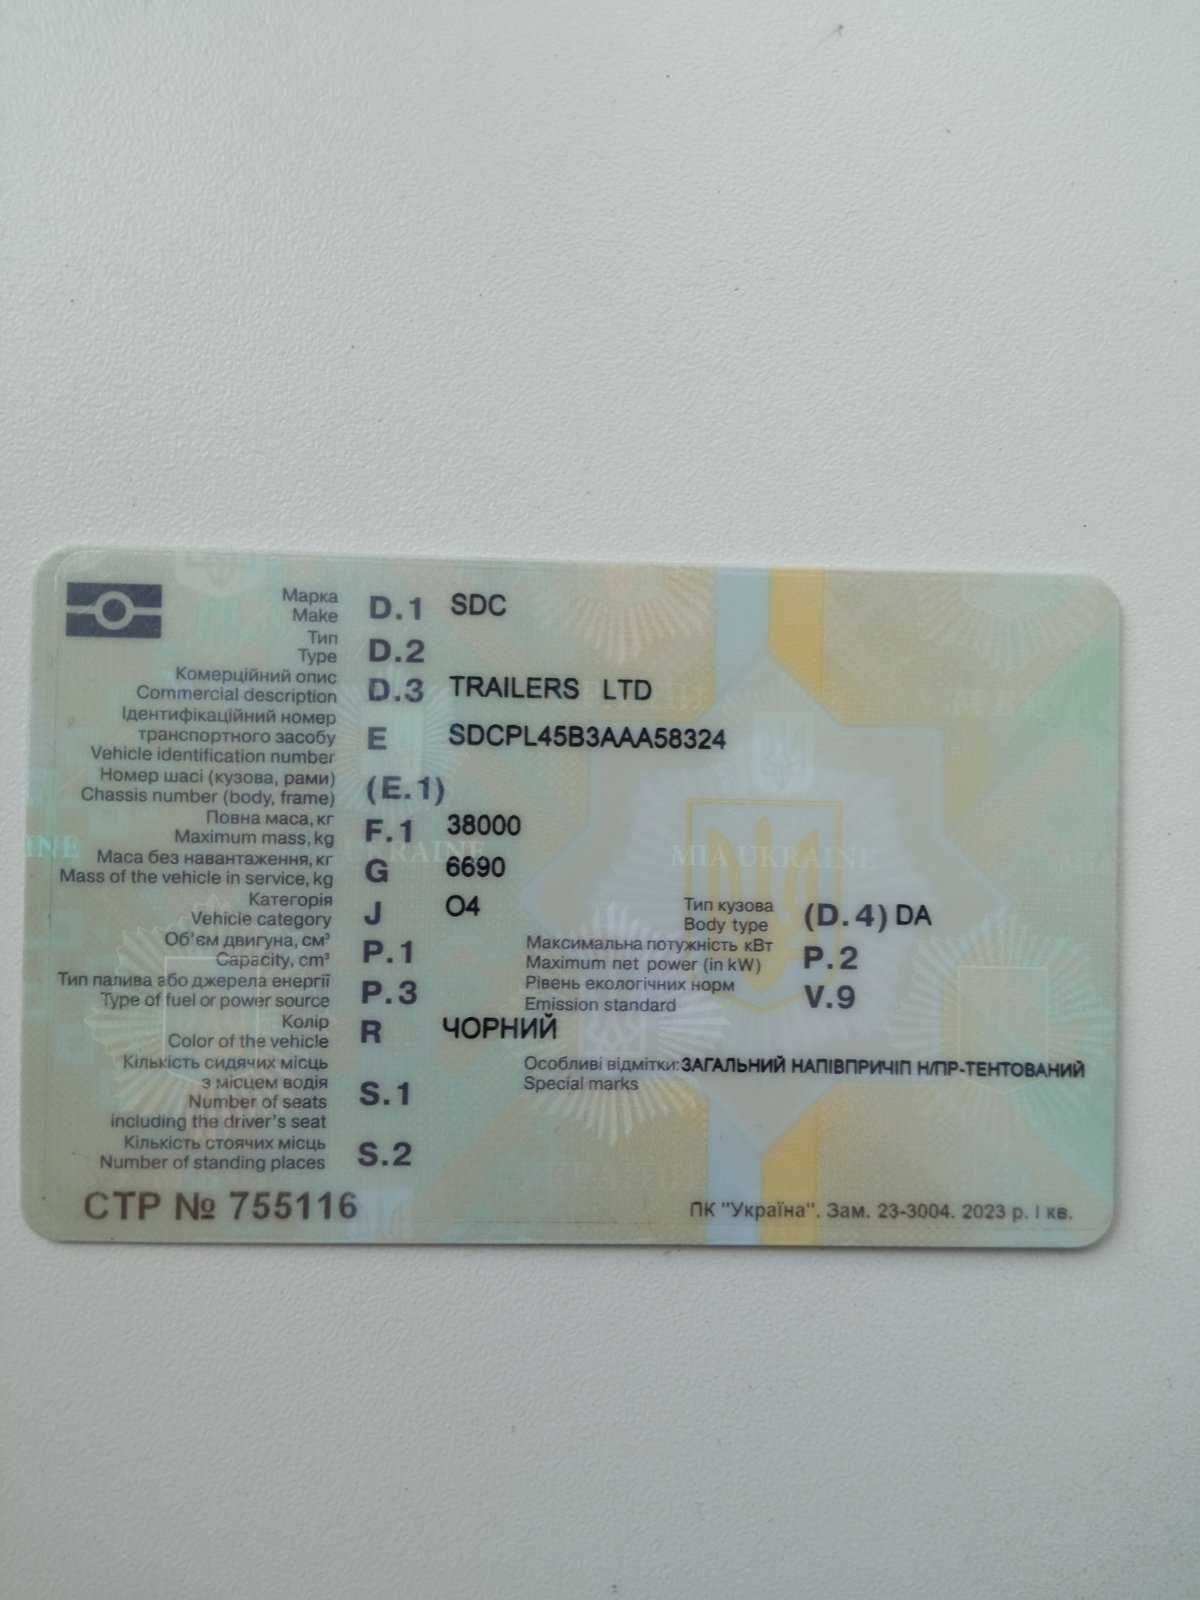 Марка
Make D.1 SDC
Тип
Type D.2
Комерційний опис
Commercial description D.3 TRAILERS LTD
Ідентифікаційний номер
транспортного засобу E SDCPL45B3AAA58324
Vehicle identification number
Номер шасі (кузова, рами)
Chassis number (body, frame) (E.1)
Повна маса, кг
Maximum mass, kg F.1 38000
Маса без навантаження, кг
Mass of the vehicle in service, kg G 6690
Категорія
Vehicle category J O4
Тип кузова
Body type (D.4) DA
Об'єм двигуна, см³
Capacity, cm³ P.1
Максимальна потужність кВт
Maximum net power (in kW) P.2
Тип палива або джерела енергії
Type of fuel or power source P.3
Рівень екологічних норм
Emission standard V.9
Колір
Color of the vehicle R ЧОРНИЙ
Кількість сидячих місць
з місцем водія
Number of seats S.1
including the driver's seat
Особливі відмітки: ЗАГАЛЬНИЙ НАПІВПРИЧІП Н/ПР-ТЕНТОВАНИЙ
Special marks
Кількість стоячих місць
Number of standing places S.2
СТР № 755116
ПК "Україна". Зам. 23-3004. 2023 р. І кв.
MIA UKRAINE